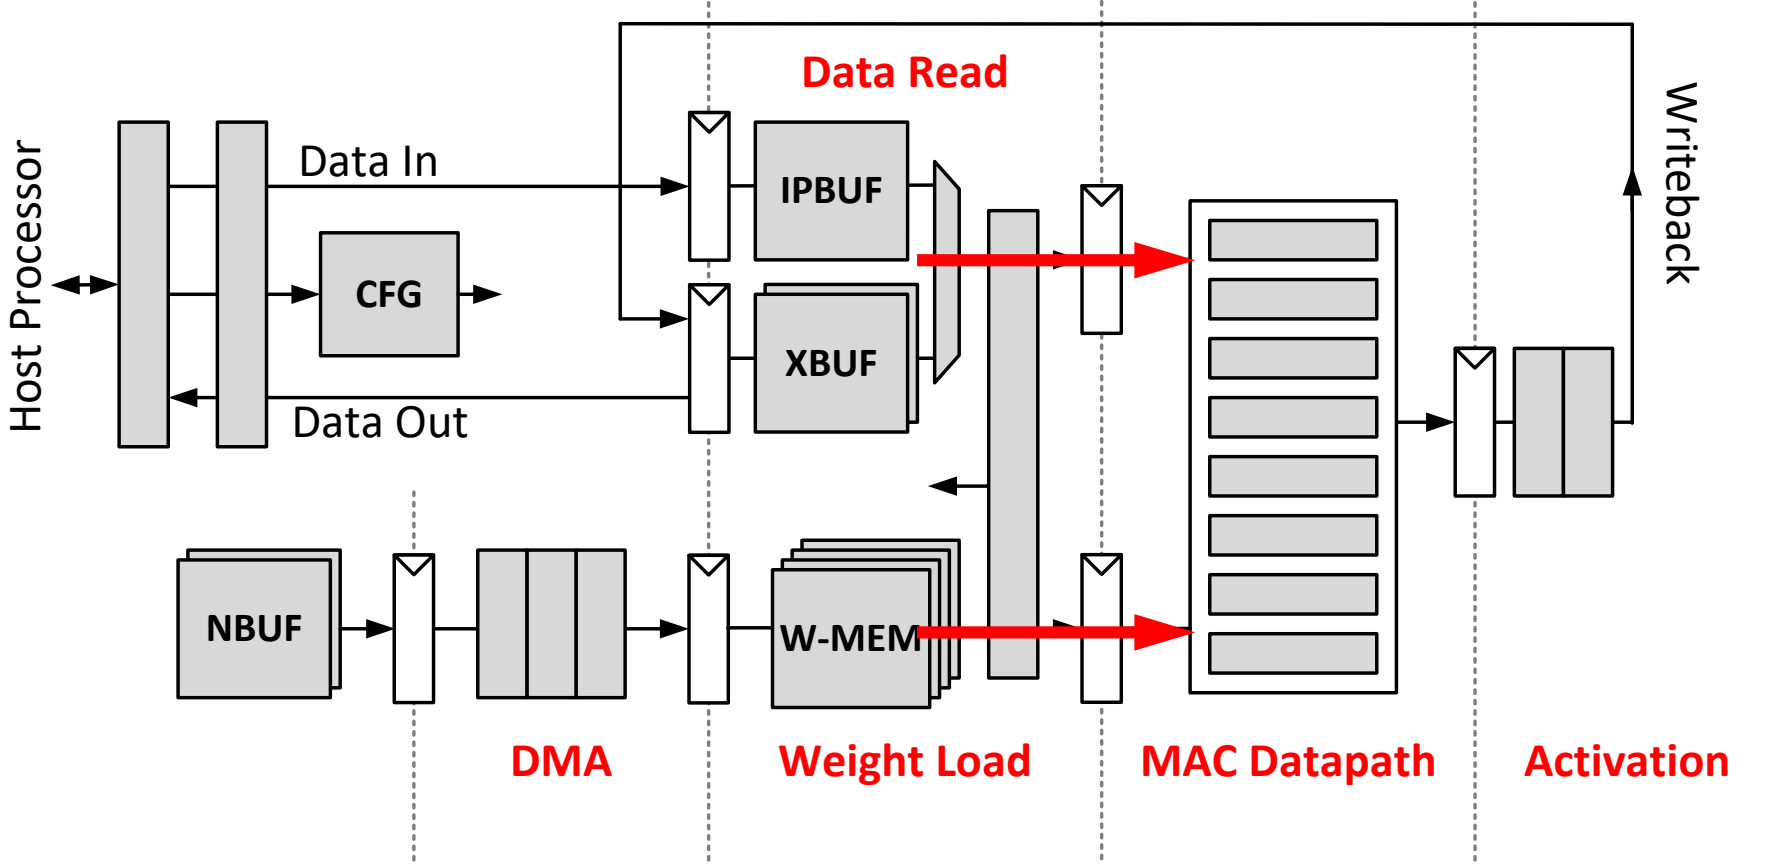 Data Read
Host Processor
Data In
IPBUF
Writeback
CFG
XBUF
Data Out
NBUF
W-MEM
DMA
Weight Load
MAC Datapath
Activation